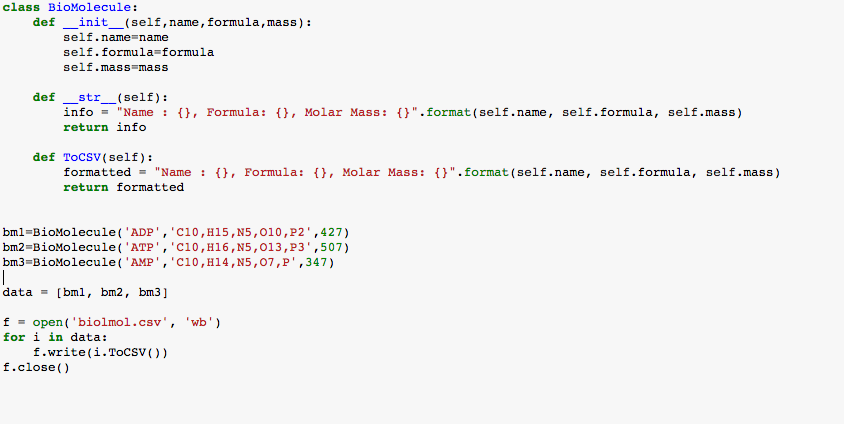 class BioMolecule:
    def __init__(self,name,formula,mass):
        self.name=name
        self.formula=formula
        self.mass=mass
    def __str__(self):
        info = "Name : {}, Formula: {}, Molar Mass: {}".format(self.name, self.formula, self.mass)
        return info
    def ToCSV(self):
        formatted = "Name : {}, Formula: {}, Molar Mass: {}".format(self.name, self.formula, self.mass)
        return formatted
bm1=BioMolecule('ADP','C10,H15,N5,O10,P2',427)
bm2=BioMolecule('ATP','C10,H16,N5,O13,P3',507)
bm3=BioMolecule('AMP','C10,H14,N5,O7,P',347)
data = [bm1, bm2, bm3]
f = open('biolmol.csv', 'wb')
for i in data:
    f.write(i.ToCSV())
f.close()